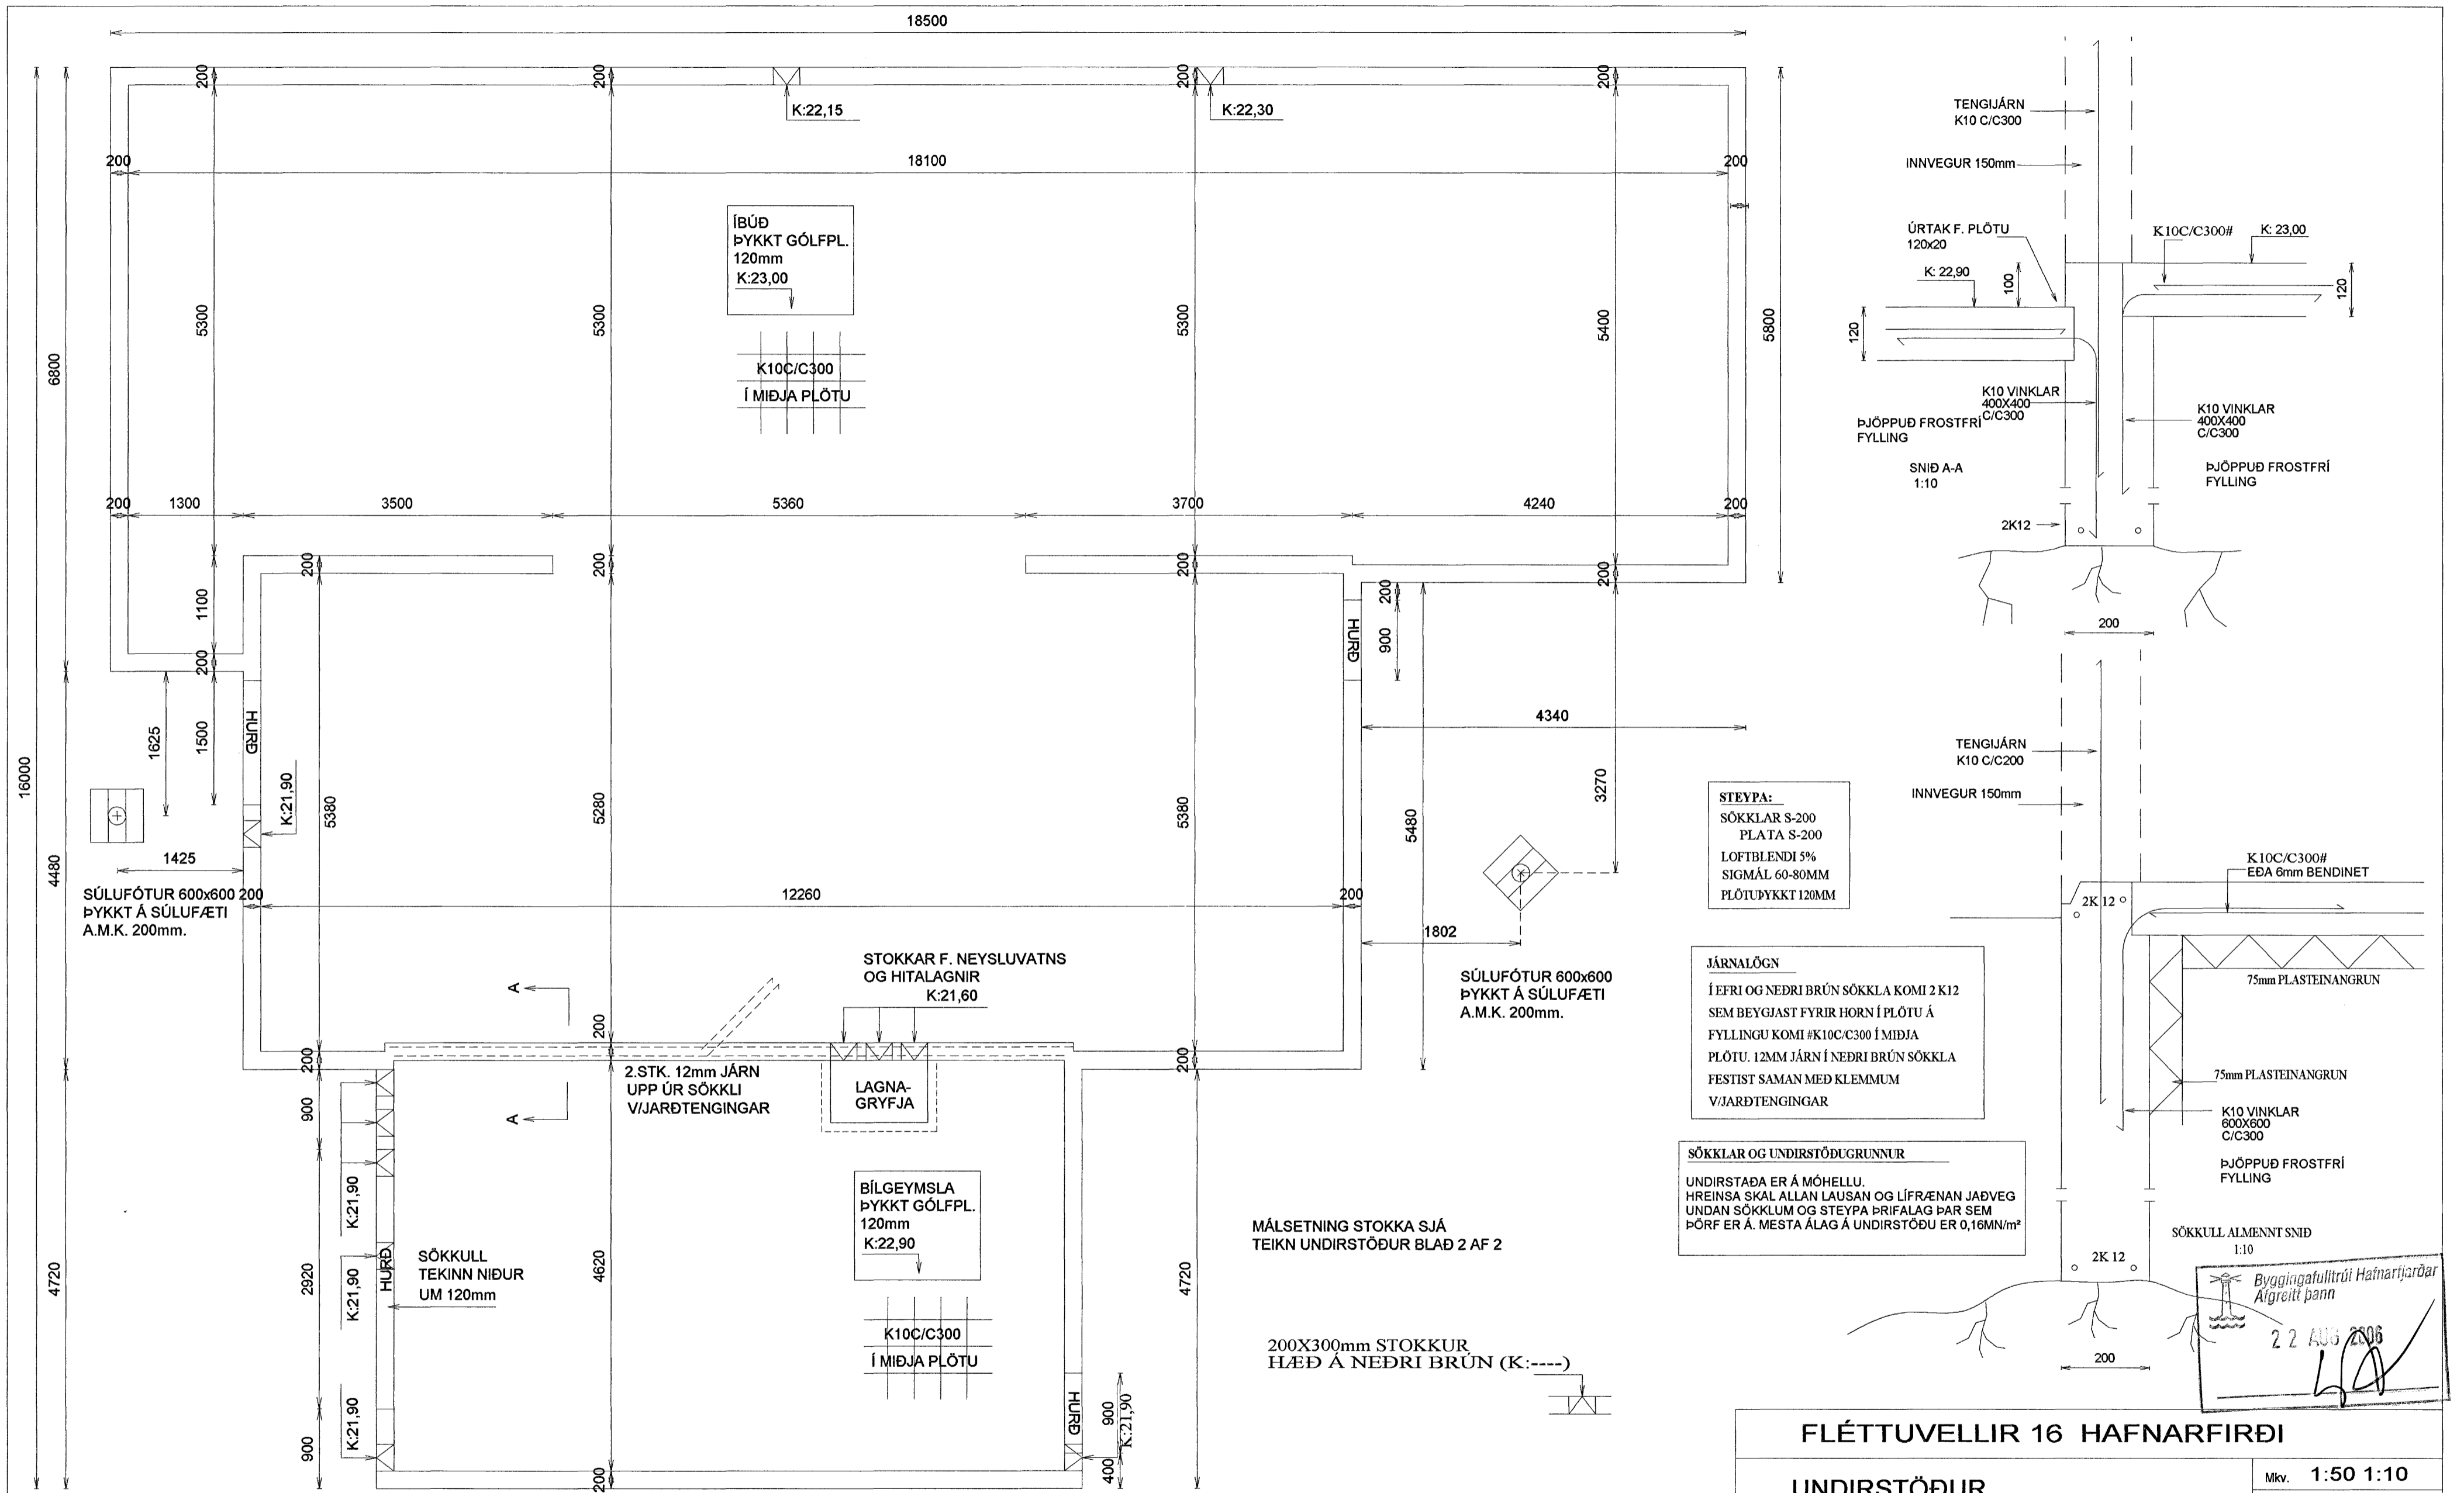 18500
200
200
200
200
K:22,15
K:22,30
200
18100
200
ÍBÚÐ
ÞYKKT GÓLFPL.
120mm
K:23,00
5300
5300
5300
5400
5800
6800
16000
K10C/C300
Í MIÐJA PLÖTU
200
1300
3500
5360
3700
4240
200
200
200
200
200
1100
200
200
900
HURÐ
1625
1500
HURÐ
K:21,90
5380
5280
5380
5480
4340
3270
4480
1425
SÚLUFÓTUR 600x600
ÞYKKT Á SÚLUFÆTI
A.M.K. 200mm.
200
12260
200
1802
SÚLUFÓTUR 600x600
ÞYKKT Á SÚLUFÆTI
A.M.K. 200mm.
STOKKAR F. NEYSLUVATNS
OG HITALAGNIR
K:21,60
A
A
200
200
200
2.STK. 12mm JÁRN
UPP ÚR SÖKKLI
V/JARÐTENGINGAR
LAGNA-
GRYFJA
900
K:21,90
2920
K:21,90
HURÐ
K:21,90
900
4720
SÖKKULL
TEKINN NIÐUR
UM 120mm
4620
200
BÍLGEYMSLA
ÞYKKT GÓLFPL.
120mm
K:22,90
K10C/C300
Í MIÐJA PLÖTU
HURÐ
900
K:21,90
400
4720
MÁLSETNING STOKKA SJÁ
TEIKN UNDIRSTÖÐUR BLAÐ 2 AF 2
200X300mm STOKKUR
HÆÐ Á NEÐRI BRÚN (K:----)
TENGIJÁRN
K10 C/C300
INNVEGUR 150mm
ÚRTAK F. PLÖTU
120x20
K: 22,90
100
120
K10C/C300#
K: 23,00
120
K10 VINKLAR
400X400
C/C300
ÞJÖPPUÐ FROSTFRÍ
FYLLING
K10 VINKLAR
400X400
C/C300
ÞJÖPPUÐ FROSTFRÍ
FYLLING
SNIÐ A-A
1:10
2K12
200
TENGIJÁRN
K10 C/C200
INNVEGUR 150mm
K10C/C300#
EÐA 6mm BENDINET
2K 12
75mm PLASTEINANGRUN
75mm PLASTEINANGRUN
K10 VINKLAR
600X600
C/C300
ÞJÖPPUÐ FROSTFRÍ
FYLLING
SÖKKULL ALMENNT SNIÐ
1:10
2K 12
200
STEYPA:
SÖKKLAR S-200
PLATA S-200
LOFTBLENDI 5%
SIGMÁL 60-80MM
PLÖTUÞYKKT 120MM
JÁRNALÖGN
Í EFRI OG NEÐRI BRÚN SÖKKLA KOMI 2 K12
SEM BEYGJAST FYRIR HORN Í PLÖTU Á
FYLLINGU KOMI #K10C/C300 Í MIÐJA
PLÖTU. 12MM JÁRN Í NEÐRI BRÚN SÖKKLA
FESTIST SAMAN MEÐ KLEMMUM
V/JARÐTENGINGAR
SÖKKLAR OG UNDIRSTÖÐUGRUNNUR
UNDIRSTAÐA ER Á MÓHELLU.
HREINSA SKAL ALLAN LAUSAN OG LÍFRÆNAN JAÐVEG
UNDAN SÖKKLUM OG STEYPA ÞRIFALAG ÞAR SEM
ÞÖRF ER Á. MESTA ÁLAG Á UNDIRSTÖÐU ER 0,16MN/m²
Byggingafulltrúi Hafnarfjarðar
Afgreitt þann
22 AUG 2006
FLÉTTUVELLIR 16 HAFNARFIRÐI
UNDIRSTÖÐUR
Mkv. 1:50 1:10